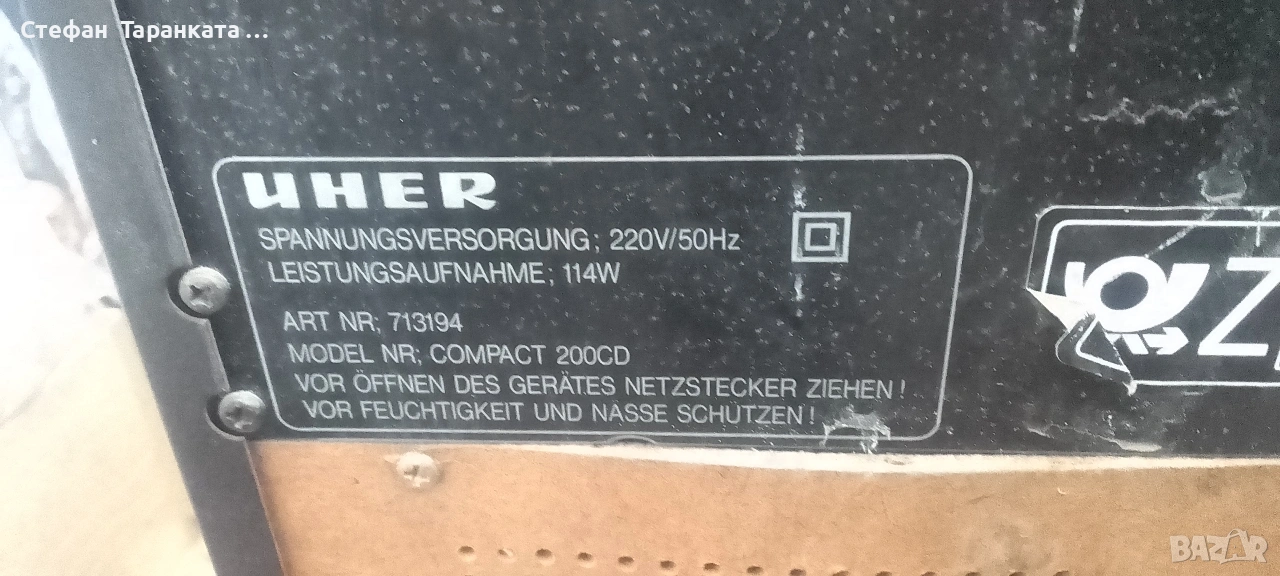 Стефан Таранката ...
UHER
SPANNUNGSVERSORGUNG; 220V/50Hz
LEISTUNGSAUFNAHME; 114W
ART NR; 713194
MODEL NR; COMPACT 200CD
VOR ÖFFNEN DES GERÄTES NETZSTECKER ZIEHEN!
VOR FEUCHTIGKEIT UND NÄSSE SCHÜTZEN!
BAZAR